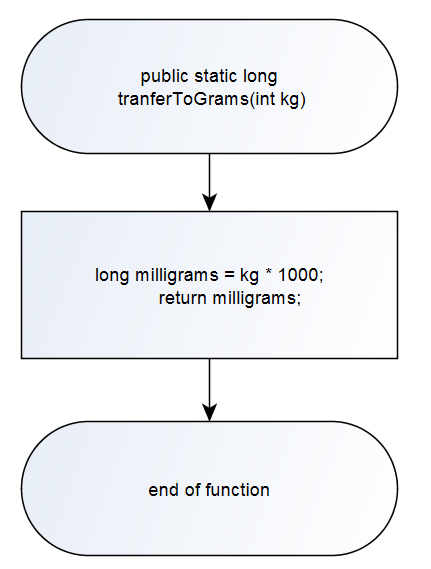 public static long
tranferToGrams(int kg)
long milligrams = kg * 1000;
return milligrams;
end of function